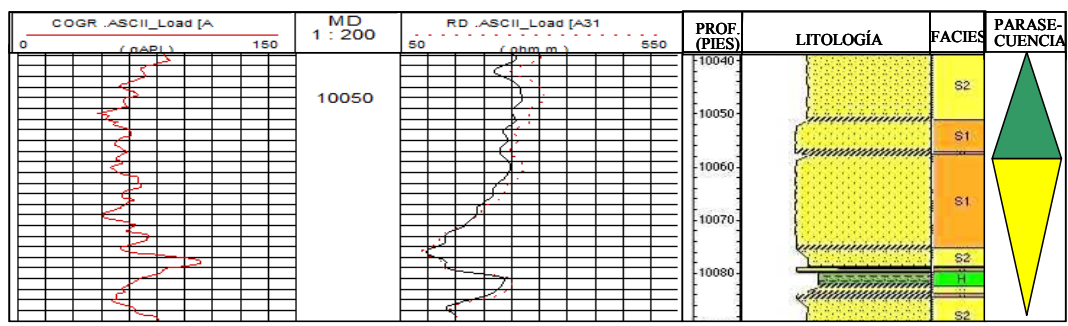 COGR .ASCII_Load [A
0 (gAPI) 150
MD
1 : 200
RD .ASCII_Load [A31
50 (ohm.m) 550
PROF.
(PIES)
LITOLOGÍA
FACIES
PARASE-
CUENCIA
10050
10040
10050
10060
10070
10080
S2
S1
S1
S2
H
S2